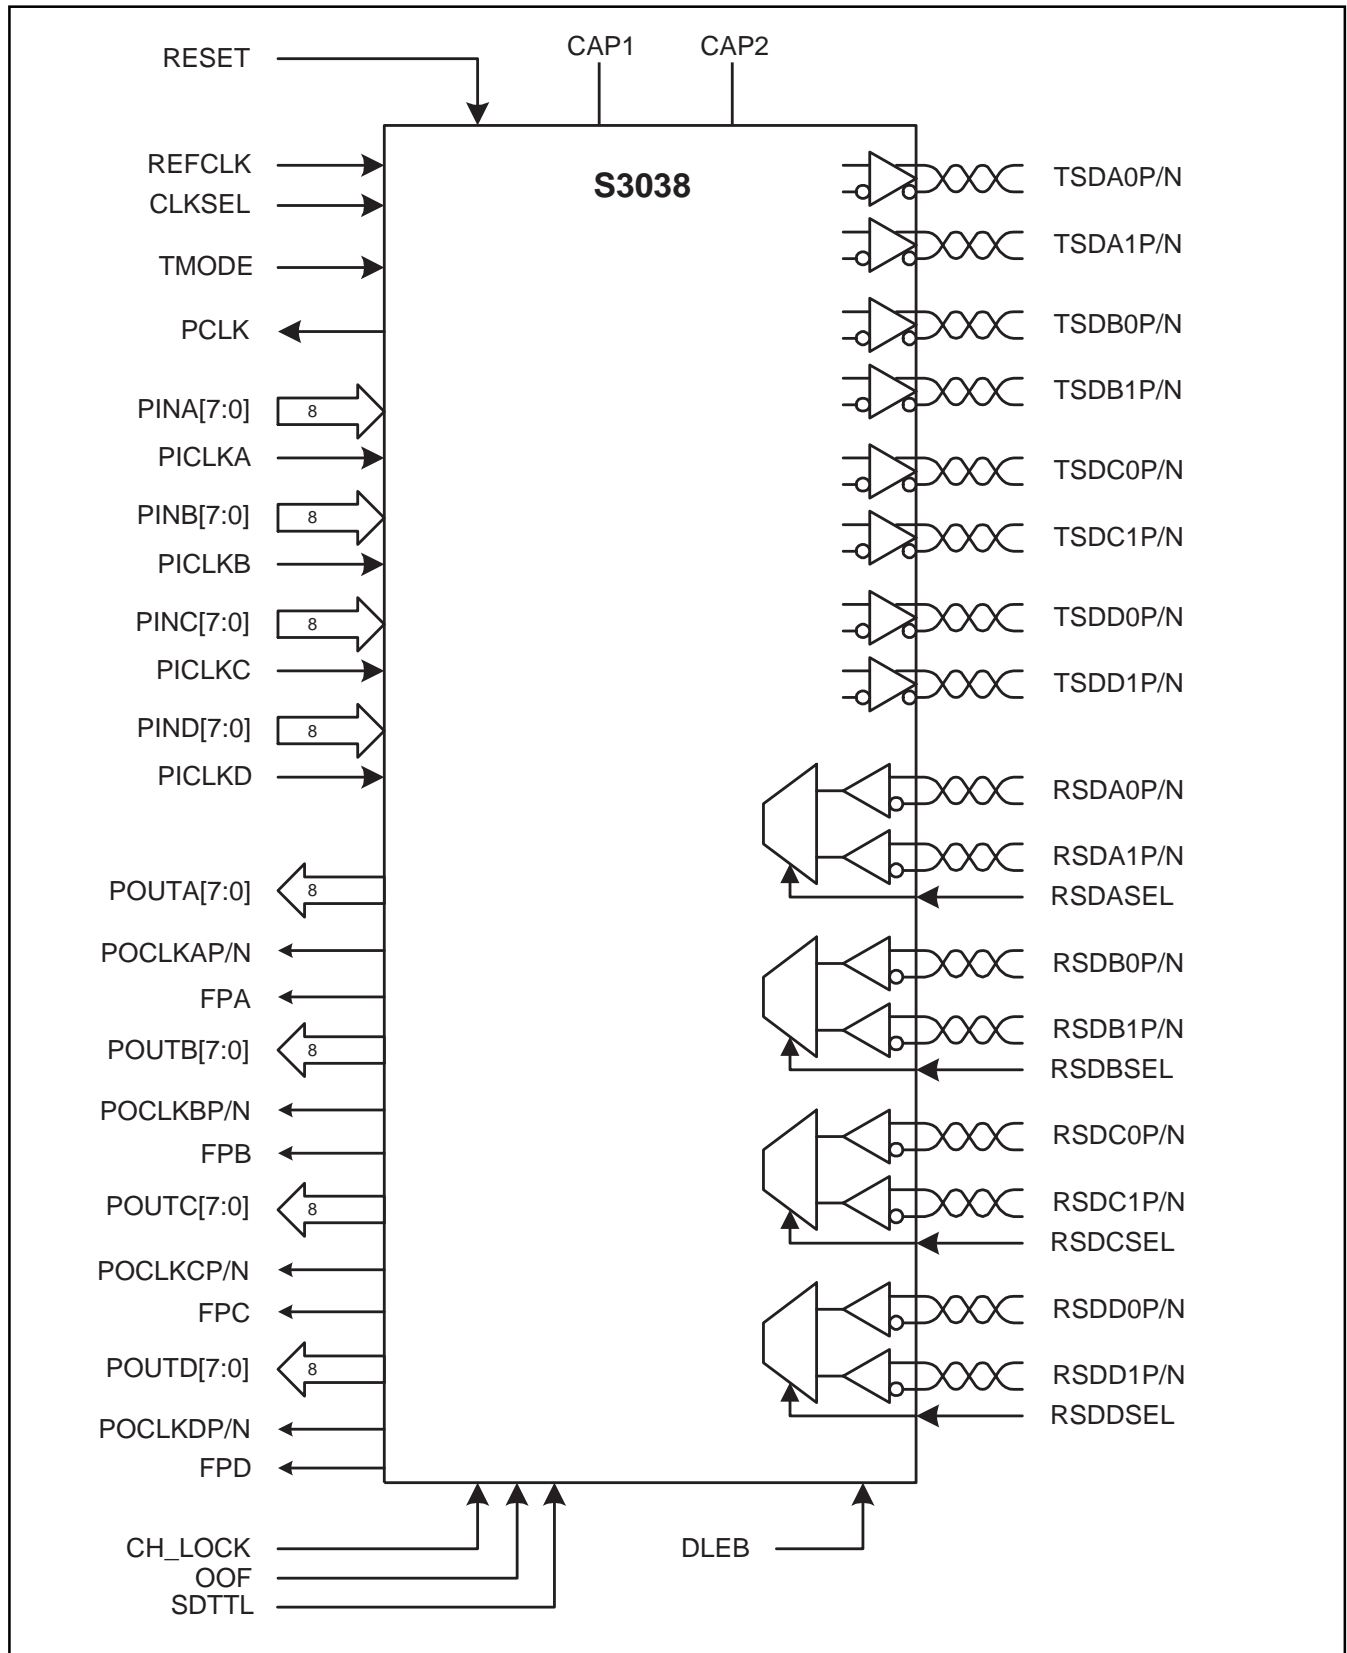 RESET
CAP1
CAP2
S3038
REFCLK
CLKSEL
TMODE
PCLK
PINA[7:0]
8
PICLKA
PINB[7:0]
8
PICLKB
PINC[7:0]
8
PICLKC
PIND[7:0]
8
PICLKD
POUTA[7:0]
8
POCLKAP/N
FPA
POUTB[7:0]
8
POCLKBP/N
FPB
POUTC[7:0]
8
POCLKCP/N
FPC
POUTD[7:0]
8
POCLKDP/N
FPD
TSDA0P/N
TSDA1P/N
TSDB0P/N
TSDB1P/N
TSDC0P/N
TSDC1P/N
TSDD0P/N
TSDD1P/N
RSDA0P/N
RSDA1P/N
RSDASEL
RSDB0P/N
RSDB1P/N
RSDBSEL
RSDC0P/N
RSDC1P/N
RSDCSEL
RSDD0P/N
RSDD1P/N
RSDDSEL
CH_LOCK
OOF
SDTTL
DLEB